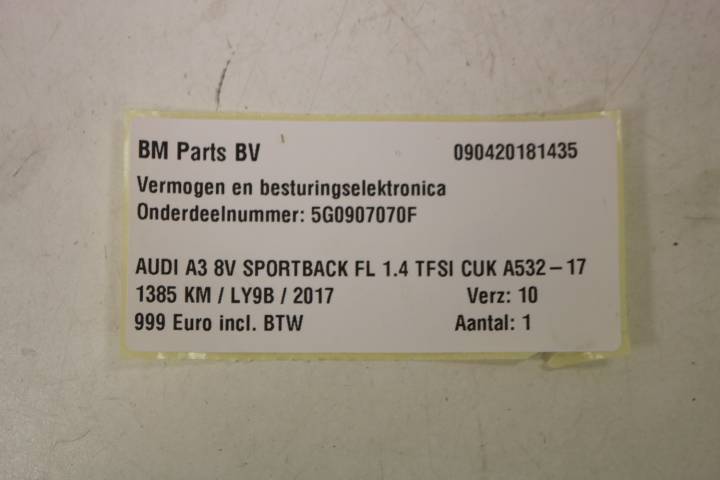 BM Parts BV 090420181435
Vermogen en besturingselektronica
Onderdeelnummer: 5G0907070F
AUDI A3 8V SPORTBACK FL 1.4 TFSI CUK A532-17
1385 KM / LY9B / 2017 Verz: 10
999 Euro incl. BTW Aantal: 1